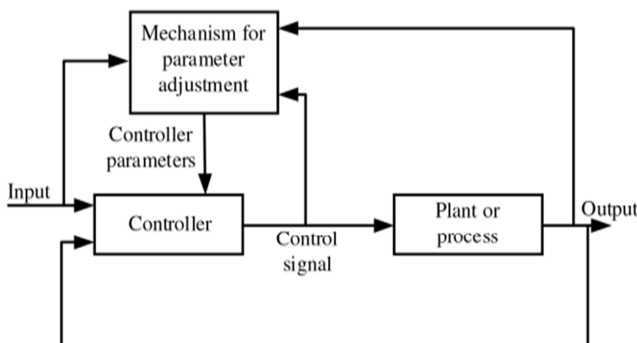 Mechanism for
parameter
adjustment
Controller
parameters
Input
Controller
Control
signal
Plant or
process
Output